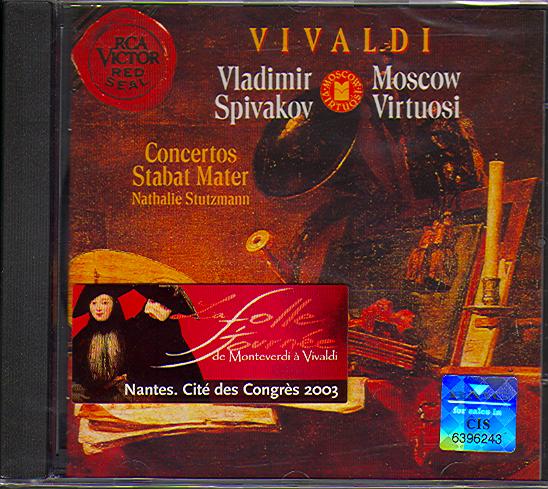 RCA
VICTOR
RED
SEAL
VIVALDI
Vladimir
Spivakov
MOSCOW
VIRTUOSI
Moscow
Virtuosi
Concertos
Stabat Mater
Nathalie Stutzmann
La folle
Journée
de Monteverdi à Vivaldi
Nantes. Cité des Congrès 2003
for sales in
CIS
6396243